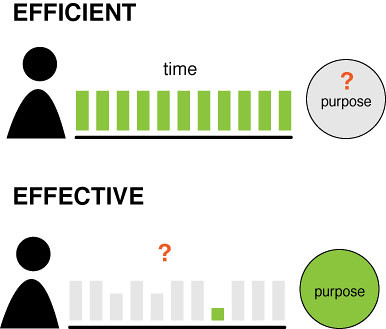 EFFICIENT
time
?
purpose
EFFECTIVE
?
purpose